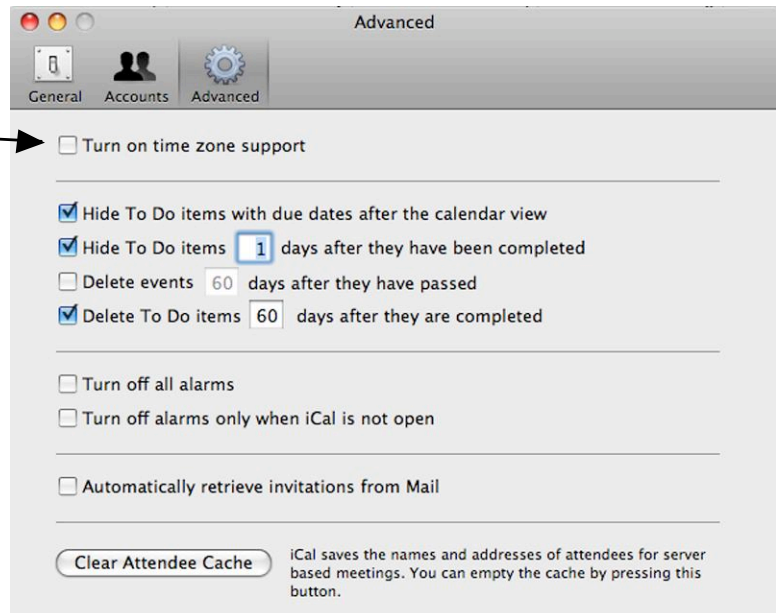 Advanced
General Accounts Advanced
Turn on time zone support
Hide To Do items with due dates after the calendar view
Hide To Do items 1 days after they have been completed
Delete events 60 days after they have passed
Delete To Do items 60 days after they are completed
Turn off all alarms
Turn off alarms only when iCal is not open
Automatically retrieve invitations from Mail
Clear Attendee Cache
iCal saves the names and addresses of attendees for server
based meetings. You can empty the cache by pressing this
button.